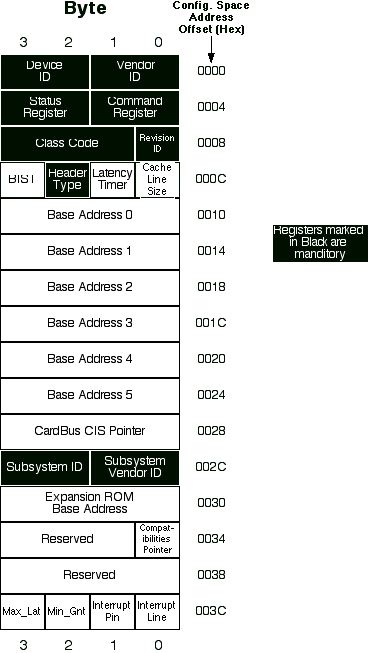 Byte
Config. Space
Address
Offset (Hex)
3 2 1 0
Device
ID
Vendor
ID
0000
Status
Register
Command
Register
0004
Class Code
Revision
ID
0008
BIST
Header
Type
Latency
Timer
Cache
Line
Size
000C
Base Address 0
0010
Registers marked
in Black are
manditory
Base Address 1
0014
Base Address 2
0018
Base Address 3
001C
Base Address 4
0020
Base Address 5
0024
CardBus CIS Pointer
0028
Subsystem ID
Subsystem
Vendor ID
002C
Expansion ROM
Base Address
0030
Reserved
Compat-
ibilities
Pointer
0034
Reserved
0038
Max_Lat
Min_Gnt
Interrupt
Pin
Interrupt
Line
003C
3 2 1 0